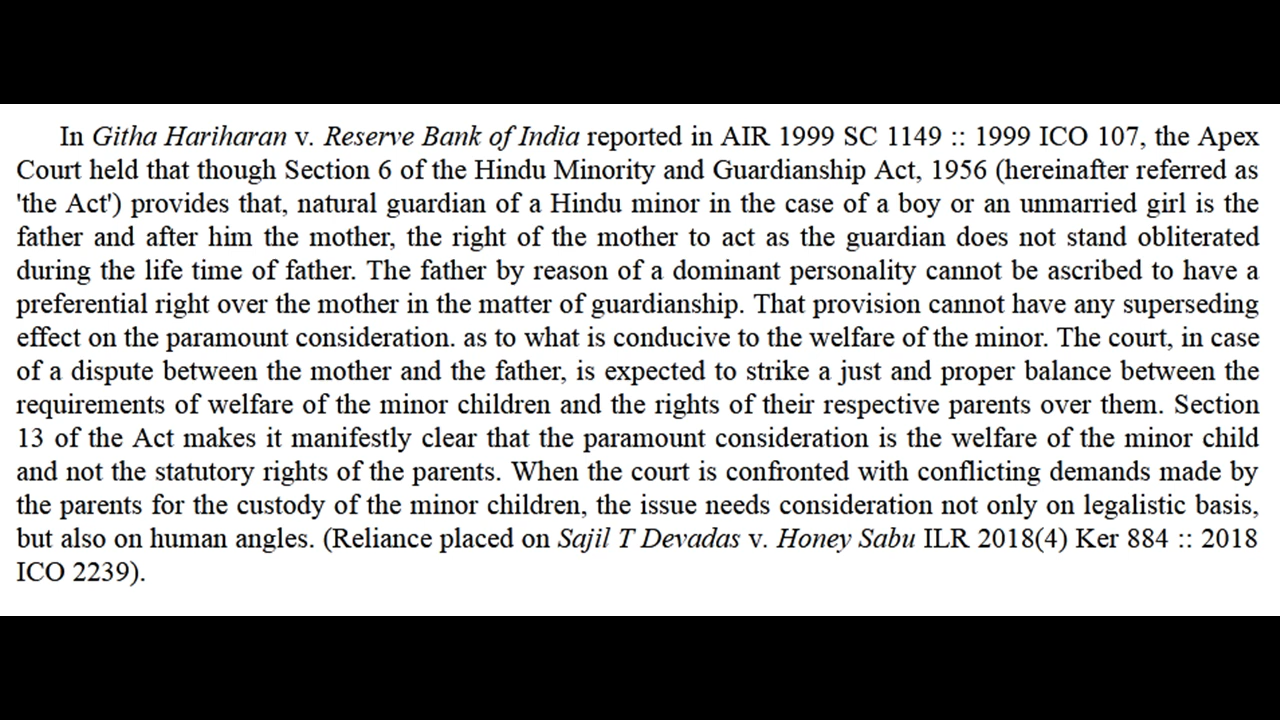 In Githa Hariharan v. Reserve Bank of India reported in AIR 1999 SC 1149 :: 1999 ICO 107, the Apex
Court held that though Section 6 of the Hindu Minority and Guardianship Act, 1956 (hereinafter referred as
'the Act') provides that, natural guardian of a Hindu minor in the case of a boy or an unmarried girl is the
father and after him the mother, the right of the mother to act as the guardian does not stand obliterated
during the life time of father. The father by reason of a dominant personality cannot be ascribed to have a
preferential right over the mother in the matter of guardianship. That provision cannot have any superseding
effect on the paramount consideration. as to what is conducive to the welfare of the minor. The court, in case
of a dispute between the mother and the father, is expected to strike a just and proper balance between the
requirements of welfare of the minor children and the rights of their respective parents over them. Section
13 of the Act makes it manifestly clear that the paramount consideration is the welfare of the minor child
and not the statutory rights of the parents. When the court is confronted with conflicting demands made by
the parents for the custody of the minor children, the issue needs consideration not only on legalistic basis,
but also on human angles. (Reliance placed on Sajil T Devadas v. Honey Sabu ILR 2018(4) Ker 884 :: 2018
ICO 2239).